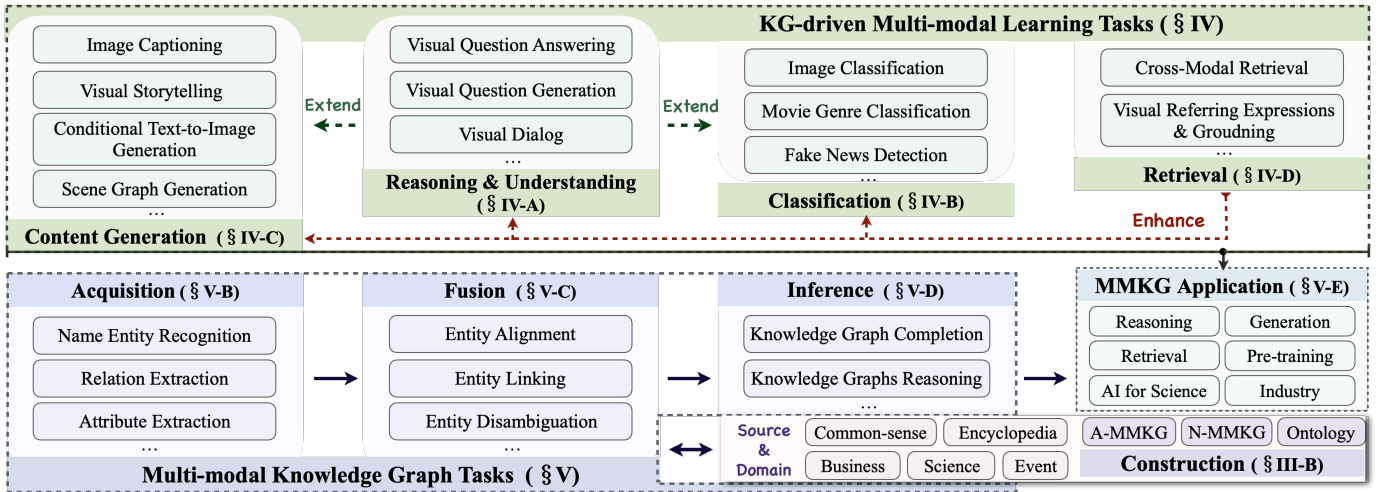 KG-driven Multi-modal Learning Tasks ( § IV)
Image Captioning
Visual Storytelling
Conditional Text-to-Image
Generation
Scene Graph Generation
...
Content Generation ( § IV-C)
Extend
Visual Question Answering
Visual Question Generation
Visual Dialog
...
Reasoning & Understanding
( § IV-A)
Extend
Image Classification
Movie Genre Classification
Fake News Detection
...
Classification ( § IV-B)
Cross-Modal Retrieval
Visual Referring Expressions
& Groudning
...
Retrieval ( § IV-D)
Enhance
Acquisition ( § V-B)
Name Entity Recognition
Relation Extraction
Attribute Extraction
...
Fusion ( § V-C)
Entity Alignment
Entity Linking
Entity Disambiguation
...
Inference ( § V-D)
Knowledge Graph Completion
Knowledge Graphs Reasoning
...
MMKG Application ( § V-E)
Reasoning
Generation
Retrieval
Pre-training
AI for Science
Industry
Multi-modal Knowledge Graph Tasks ( § V)
Source
&
Domain
Common-sense
Encyclopedia
Business
Science
Event
A-MMKG
N-MMKG
Ontology
Construction ( § III-B)